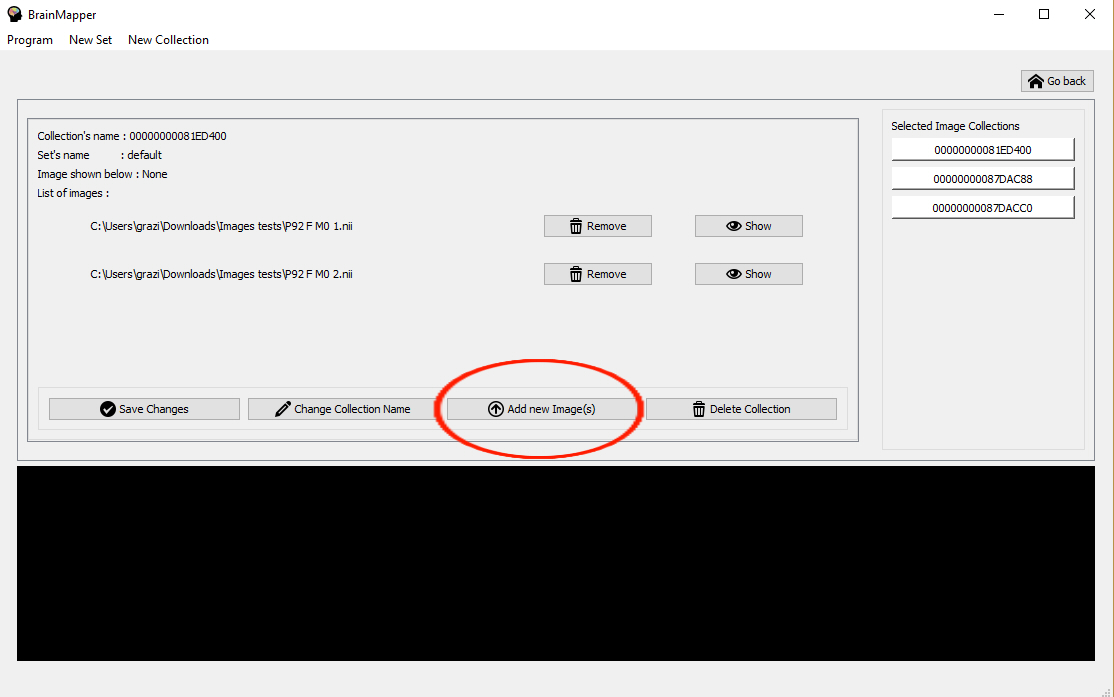 BrainMapper
Program New Set New Collection
Go back
Collection's name : 00000000081ED400
Set's name : default
Image shown below : None
List of images :
C:\Users\grazi\Downloads\Images tests\P92 F M0 1.nii Remove Show
C:\Users\grazi\Downloads\Images tests\P92 F M0 2.nii Remove Show
Save Changes Change Collection Name Add new Image(s) Delete Collection
Selected Image Collections
00000000081ED400
00000000087DAC88
00000000087DACC0